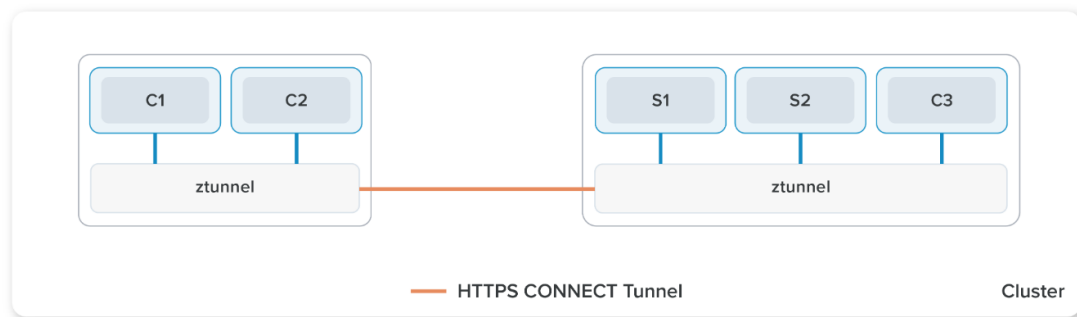 C1
C2
S1
S2
C3
ztunnel
ztunnel
HTTPS CONNECT Tunnel
Cluster